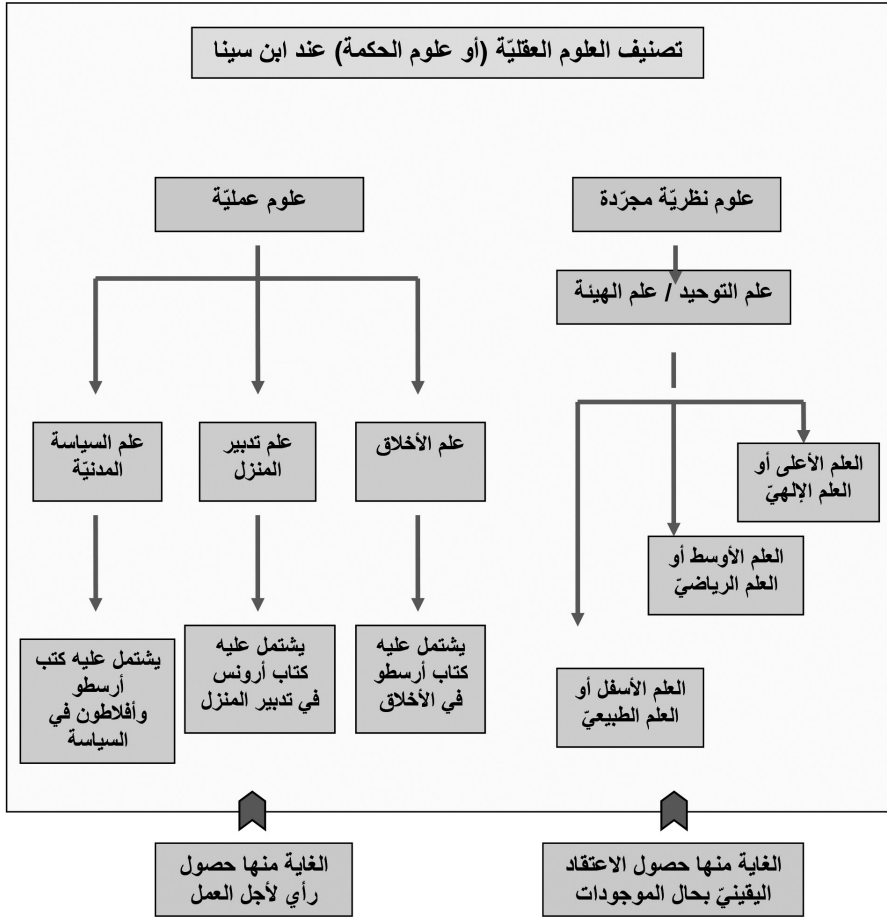 تصنيف العلوم العقليّة (أو علوم الحكمة) عند ابن سينا
علوم نظريّة مجرّدة
علم التوحيد / علم الهيئة
العلم الأعلى أو
العلم الإلهيّ
العلم الأوسط أو
العلم الرياضيّ
العلم الأسفل أو
العلم الطبيعيّ
الغاية منها حصول الاعتقاد
اليقينيّ بحال الموجودات
علوم عمليّة
علم الأخلاق
علم تدبير
المنزل
علم السياسة
المدنيّة
يشتمل عليه
كتاب أرسطو
في الأخلاق
يشتمل عليه
كتاب أرونس
في تدبير المنزل
يشتمل عليه كتب
أرسطو
وأفلاطون في
السياسة
الغاية منها حصول
رأي لأجل العمل